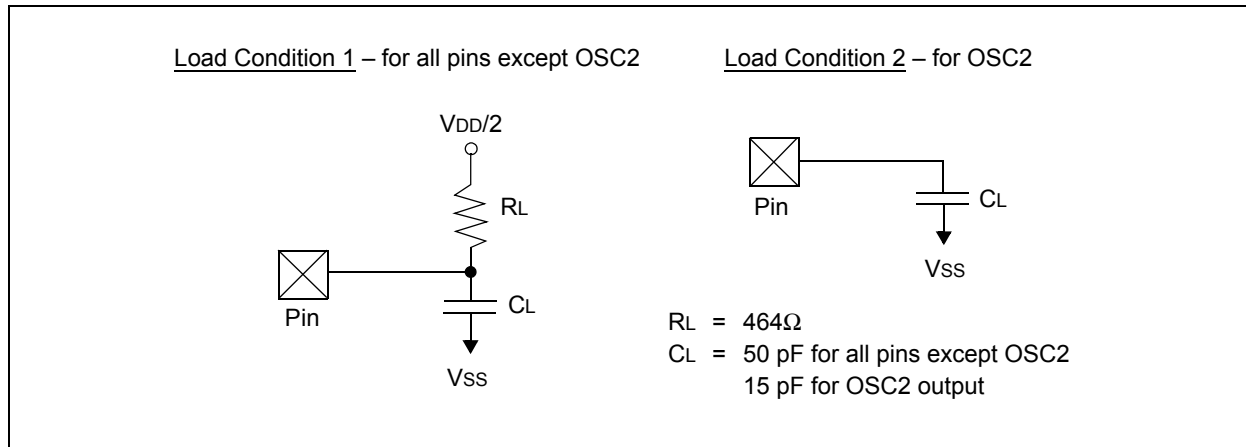 Load Condition 1 – for all pins except OSC2
VDD/2
RL
Pin
CL
VSS
Load Condition 2 – for OSC2
Pin
CL
VSS
RL = 464Ω
CL = 50 pF for all pins except OSC2
15 pF for OSC2 output